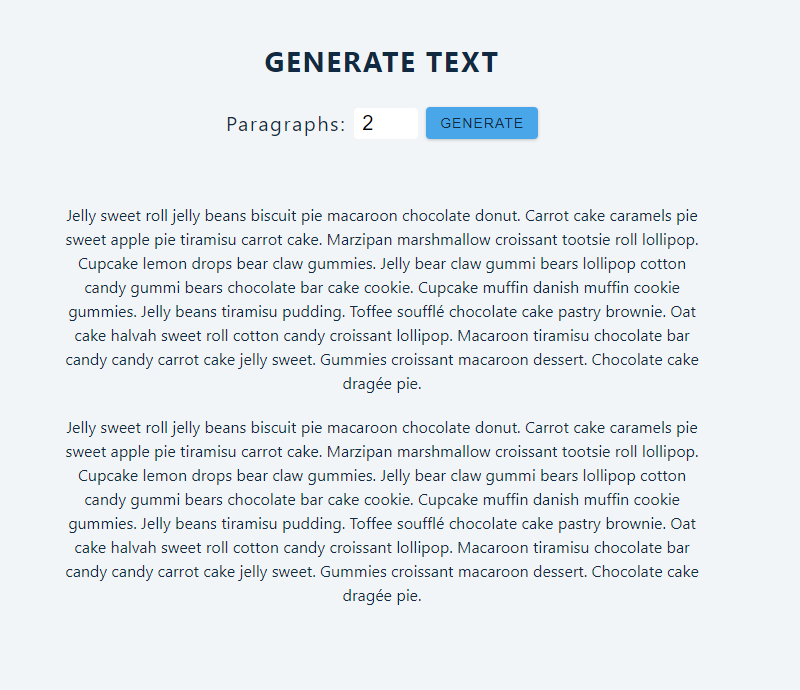 GENERATE TEXT
Paragraphs: 2 GENERATE
Jelly sweet roll jelly beans biscuit pie macaroon chocolate donut. Carrot cake caramels pie
sweet apple pie tiramisu carrot cake. Marzipan marshmallow croissant tootsie roll lollipop.
Cupcake lemon drops bear claw gummies. Jelly bear claw gummi bears lollipop cotton
candy gummi bears chocolate bar cake cookie. Cupcake muffin danish muffin cookie
gummies. Jelly beans tiramisu pudding. Toffee soufflé chocolate cake pastry brownie. Oat
cake halvah sweet roll cotton candy croissant lollipop. Macaroon tiramisu chocolate bar
candy candy carrot cake jelly sweet. Gummies croissant macaroon dessert. Chocolate cake
dragée pie.
Jelly sweet roll jelly beans biscuit pie macaroon chocolate donut. Carrot cake caramels pie
sweet apple pie tiramisu carrot cake. Marzipan marshmallow croissant tootsie roll lollipop.
Cupcake lemon drops bear claw gummies. Jelly bear claw gummi bears lollipop cotton
candy gummi bears chocolate bar cake cookie. Cupcake muffin danish muffin cookie
gummies. Jelly beans tiramisu pudding. Toffee soufflé chocolate cake pastry brownie. Oat
cake halvah sweet roll cotton candy croissant lollipop. Macaroon tiramisu chocolate bar
candy candy carrot cake jelly sweet. Gummies croissant macaroon dessert. Chocolate cake
dragée pie.